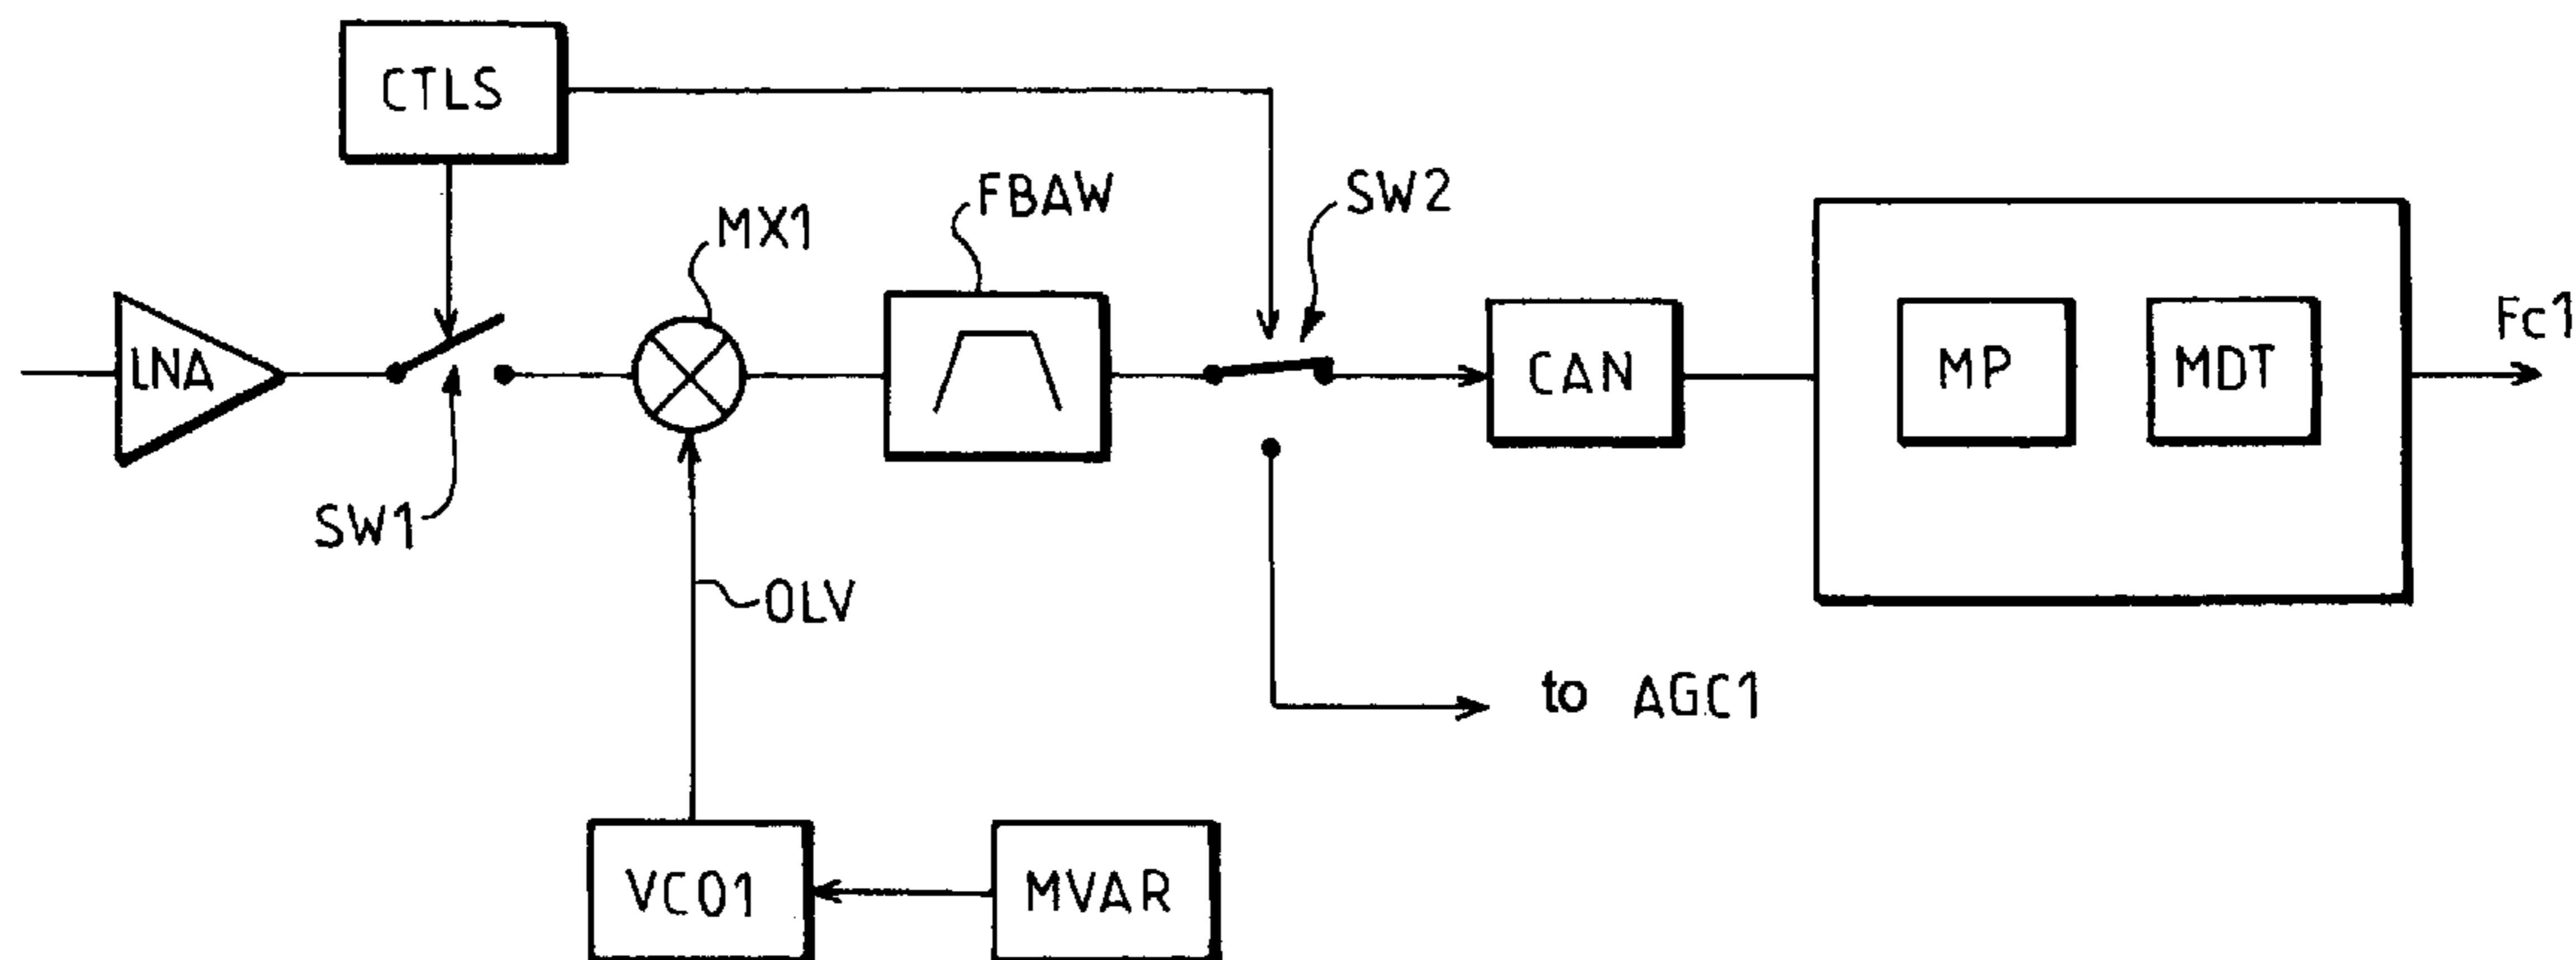 CTLS
FBAW
SW2
MX1
Fc1
LNA
CAN
MP
MDT
SW1
OLV
to AGC1
VCO1
MVAR